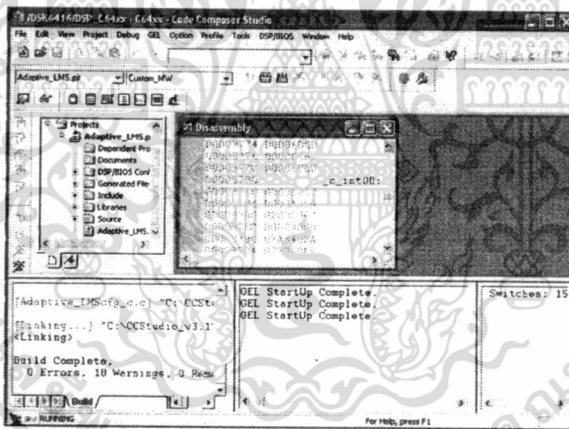 /DSK6416/DSP_C64xx - C64xx - Code Composer Studio
File Edit View Project Debug GEL Option Profile Tools DSP/BIOS Window Help
Adaptive_LMS.pjt
Custom_MW
Projects
Adaptive_LMS.p
Dependent Pro
Documents
DSP/BIOS Conf
Generated File
Include
Libraries
Source
Adaptive_LMS.
Disassembly
_c_int00:
[Adaptive_LMScfg_c.c] "C:\CCSt
[Linking...] "C:\CCStudio_v3.1
<Linking>
Build Complete,
0 Errors, 18 Warnings, 0 Rema
Build
GEL StartUp Complete.
GEL StartUp Complete.
GEL StartUp Complete.
Switches: 15
RUNNING
For Help, press F1